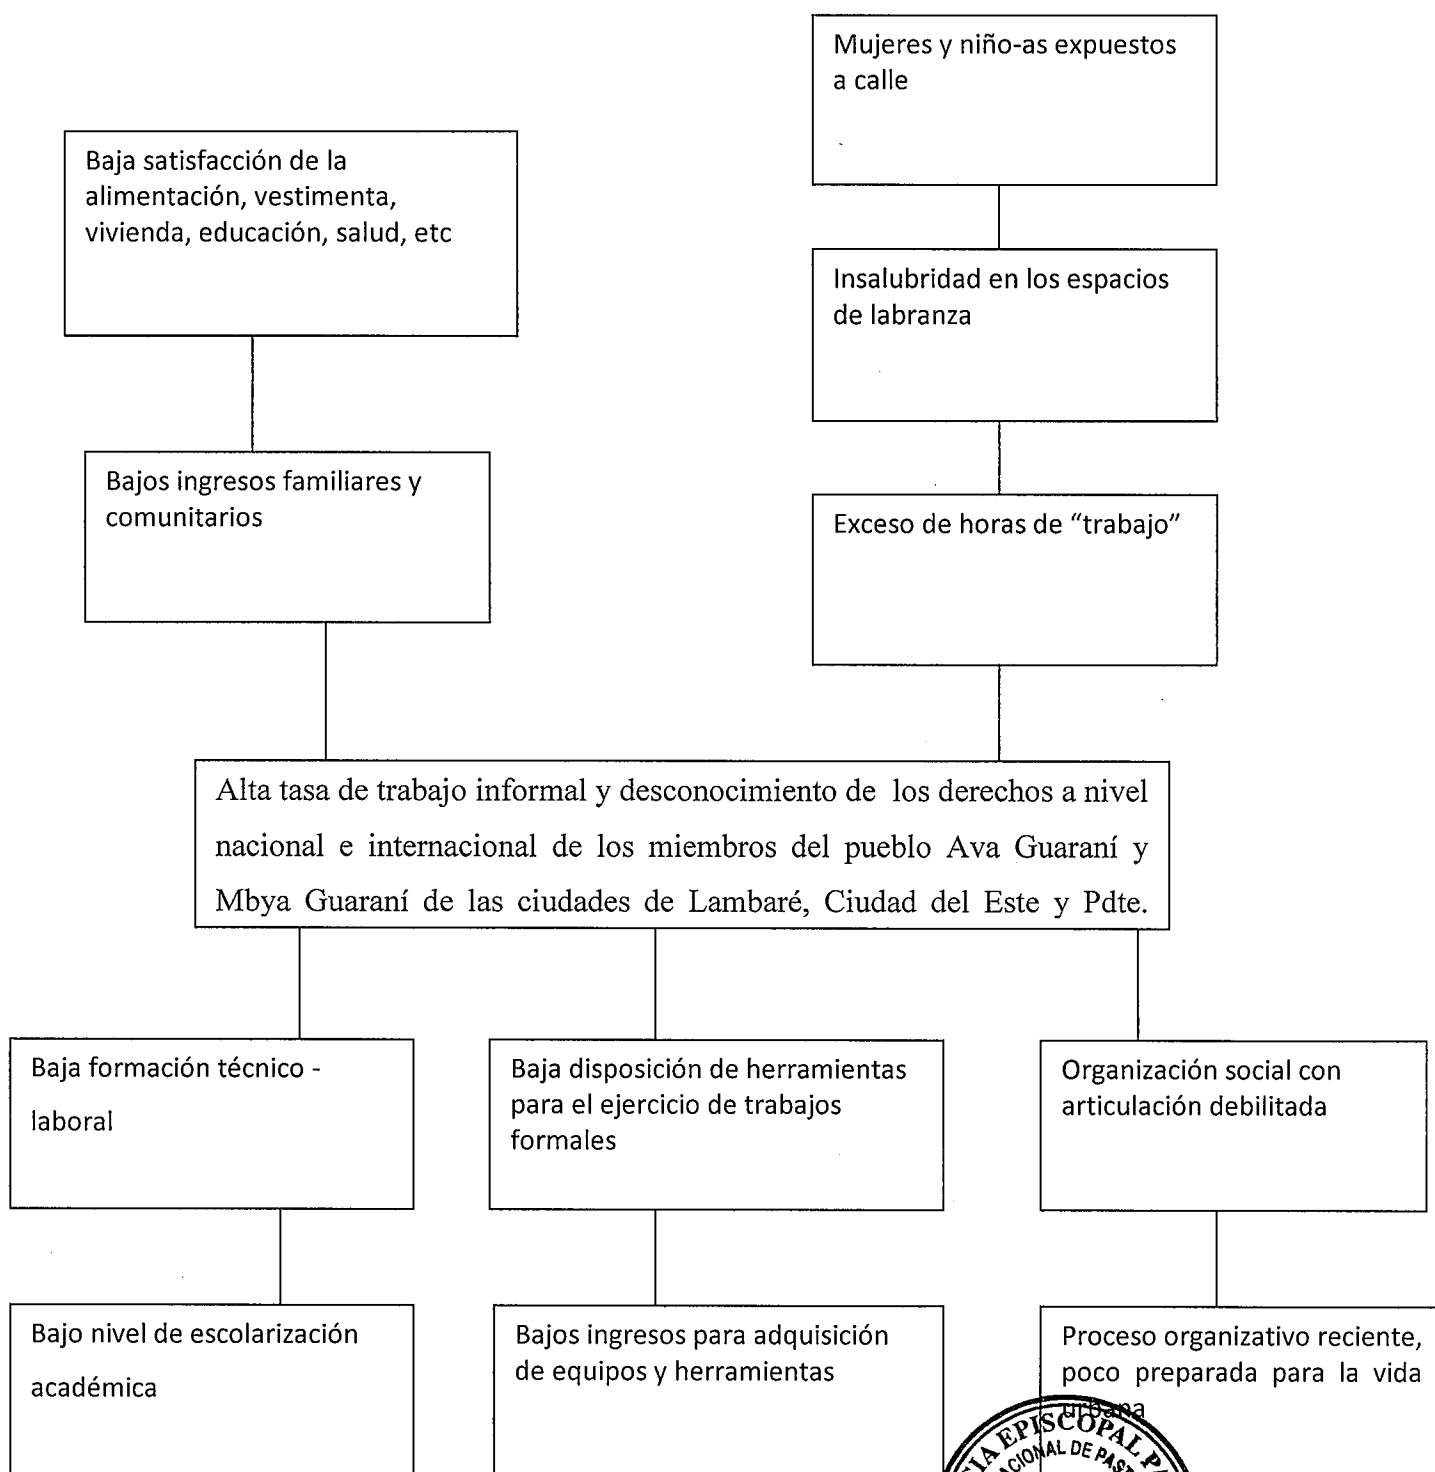 Mujeres y niño-as expuestos
a calle
Baja satisfacción de la
alimentación, vestimenta,
vivienda, educación, salud, etc
Insalubridad en los espacios
de labranza
Bajos ingresos familiares y
comunitarios
Exceso de horas de “trabajo”
Alta tasa de trabajo informal y desconocimiento de los derechos a nivel
nacional e internacional de los miembros del pueblo Ava Guaraní y
Mbya Guaraní de las ciudades de Lambaré, Ciudad del Este y Pdte.
Baja formación técnico -
laboral
Baja disposición de herramientas
para el ejercicio de trabajos
formales
Organización social con
articulación debilitada
Bajo nivel de escolarización
académica
Bajos ingresos para adquisición
de equipos y herramientas
Proceso organizativo reciente,
poco preparada para la vida
urbana
EPISCOPAL
DE